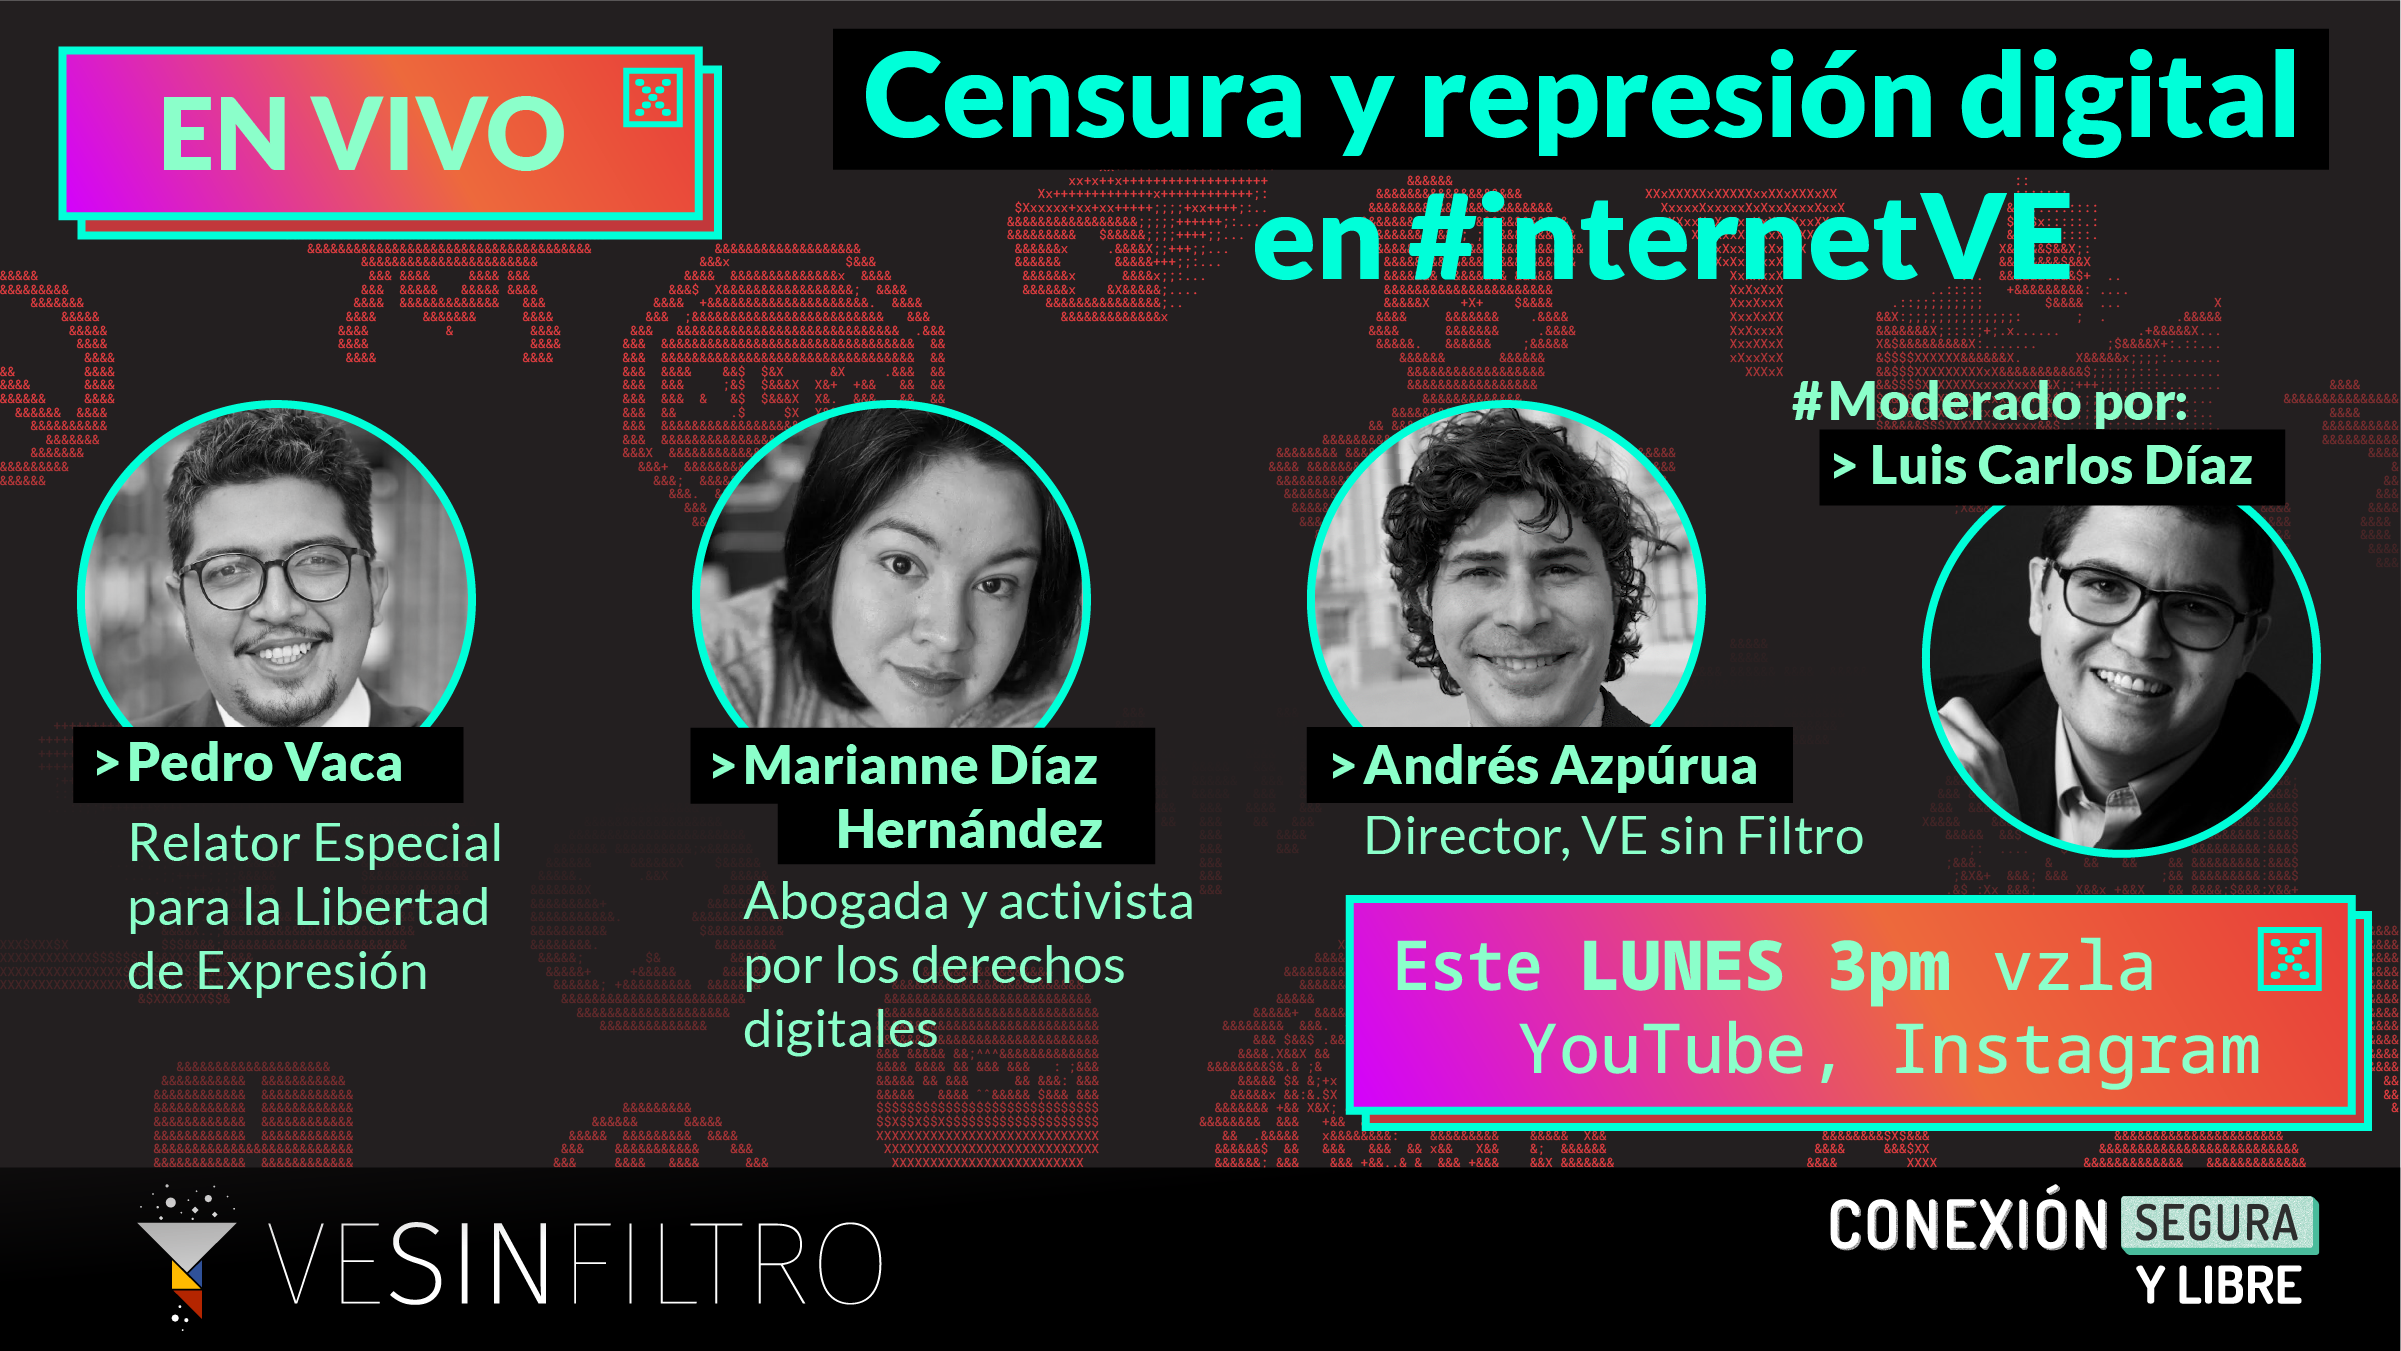 EN VIVO
Censura y represión digital
en #internetVE
#Moderado por:
> Luis Carlos Díaz
>Pedro Vaca
Relator Especial
para la Libertad
de Expresión
>Marianne Díaz
Hernández
Abogada y activista
por los derechos
digitales
>Andrés Azpúrua
Director, VE sin Filtro
Este LUNES 3pm vzla
YouTube, Instagram
VESINFILTRO
CONEXIÓN SEGURA
Y LIBRE